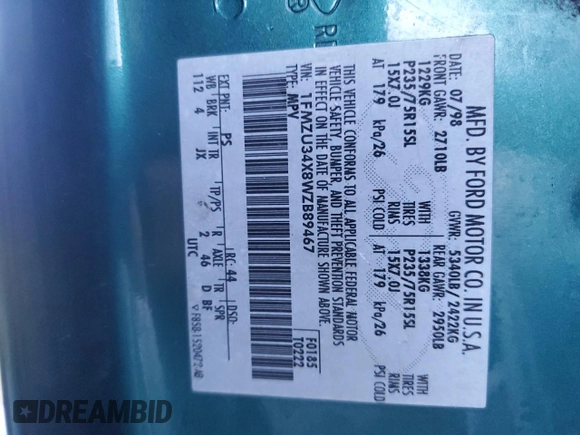 MFD. BY FORD MOTOR CO. IN U.S.A.
07/98 GVWR: 5340LB/ 2422KG
FRONT GAWR: 2710LB REAR GAWR: 2950LB
1229KG WITH 1338KG WITH
P235/75R15SL TIRES P235/75R15SL TIRES
15X7.0J RIMS 15X7.0J RIMS
AT 179 kPa/26 PSI COLD AT 179 kPa/26 PSI COLD
THIS VEHICLE CONFORMS TO ALL APPLICABLE FEDERAL MOTOR
VEHICLE SAFETY, BUMPER, AND THEFT PREVENTION STANDARDS
IN EFFECT ON THE DATE OF MANUFACTURE SHOWN ABOVE.
1FMZU34X8WZB89467
F0185
T0222
TYPE: MPV
EXT PNT: PS RC: 44 DSO:
WB BRK INT TR TP/PS R AXLE TR SPR
112 4 JX 2 46 D BF
UTC
DREAMBID